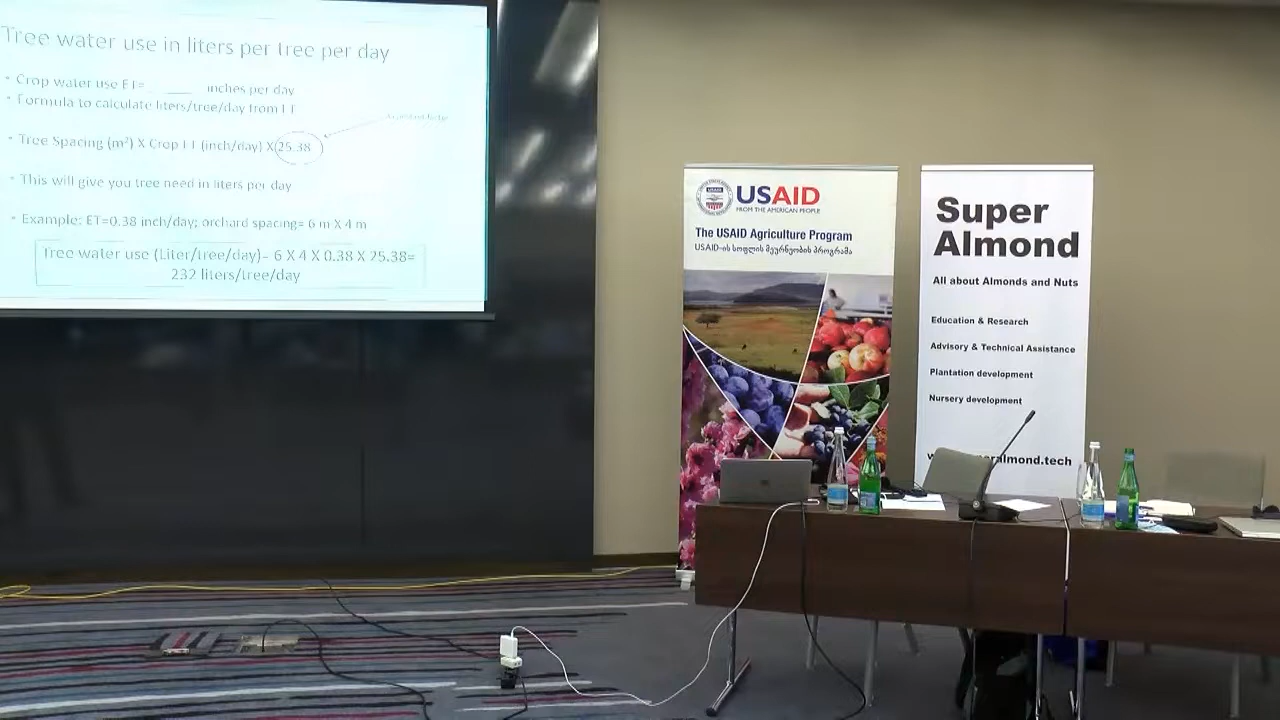 Tree water use in liters per tree per day
• Crop water use ET= ______ inches per day
• Formula to calculate liters/tree/day from ET
• Tree Spacing (m²) X Crop ET (inch/day) X 25.38
• This will give you tree need in liters per day
• Example: ET=0.38 inch/day; orchard spacing= 6 m X 4 m
Tree water use (Liter/tree/day)= 6 X 4 X 0.38 X 25.38=
232 liters/tree/day
USAID
FROM THE AMERICAN PEOPLE
The USAID Agriculture Program
USAID-ის სოფლის მეურნეობის პროგრამა
Super
Almond
All about Almonds and Nuts
Education & Research
Advisory & Technical Assistance
Plantation development
Nursery development